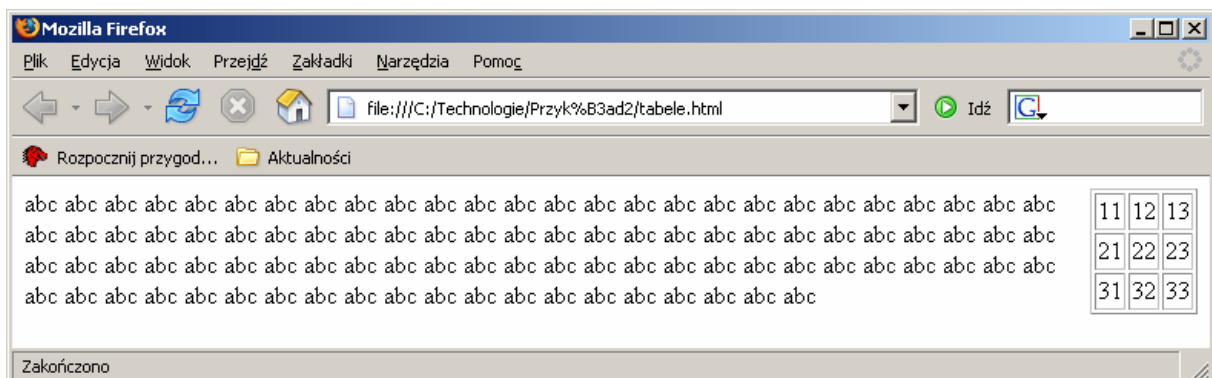 Mozilla Firefox
Plik Edycja Widok Przejdź Zakładki Narzędzia Pomoc
file:///C:/Technologie/Przyk%B3ad2/tabele.html Idź G
Rozpocznij przygod... Aktualności
abc abc abc abc abc abc abc abc abc abc abc abc abc abc abc abc abc abc abc abc abc abc abc abc abc abc
abc abc abc abc abc abc abc abc abc abc abc abc abc abc abc abc abc abc abc abc abc abc abc abc abc abc
abc abc abc abc abc abc abc abc abc abc abc abc abc abc abc abc abc abc abc abc abc abc abc abc abc abc
abc abc abc abc abc abc abc abc abc abc abc abc abc abc abc abc abc abc abc abc
11 12 13
21 22 23
31 32 33
Zakończono